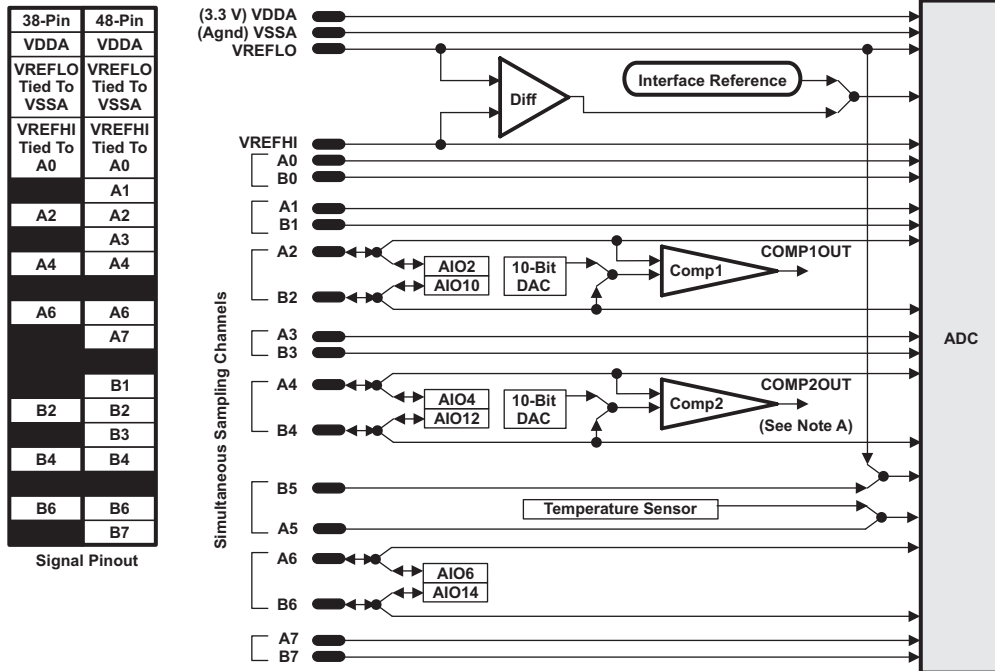 38-Pin 48-Pin
VDDA VDDA
VREFLO VREFLO
Tied To Tied To
VSSA VSSA
VREFHI VREFHI
Tied To Tied To
A0 A0
A1
A2 A2
A3
A4 A4
A6 A6
A7
B1
B2 B2
B3
B4 B4
B6 B6
B7
Signal Pinout
(3.3 V) VDDA
(Agnd) VSSA
VREFLO
Interface Reference
Diff
VREFHI
A0
B0
A1
B1
A2
AIO2
AIO10
10-Bit
DAC
Comp1
COMP1OUT
B2
Simultaneous Sampling Channels
A3
B3
ADC
A4
AIO4
AIO12
10-Bit
DAC
Comp2
COMP2OUT
(See Note A)
B4
B5
Temperature Sensor
A5
A6
AIO6
AIO14
B6
A7
B7